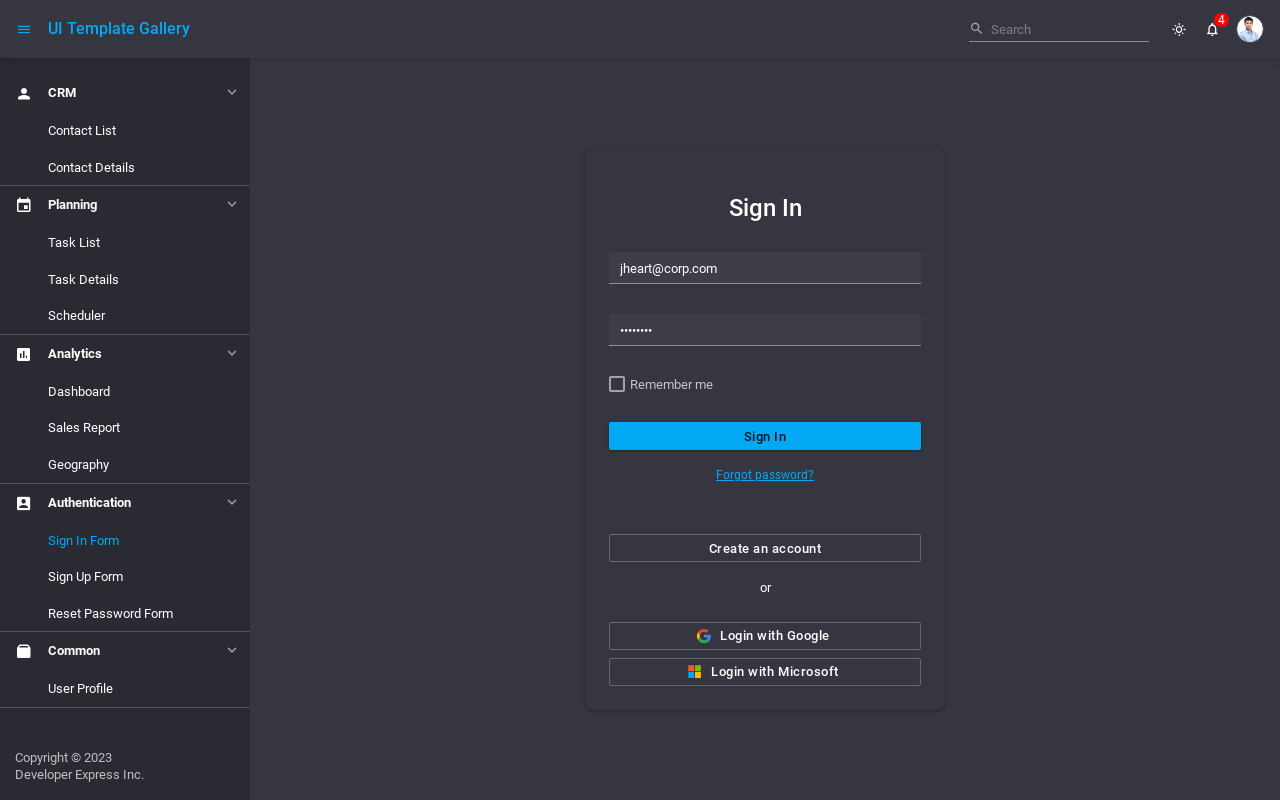 UI Template Gallery
Search
4
CRM
Contact List
Contact Details
Planning
Task List
Task Details
Scheduler
Analytics
Dashboard
Sales Report
Geography
Authentication
Sign In Form
Sign Up Form
Reset Password Form
Common
User Profile
Copyright © 2023
Developer Express Inc.
Sign In
jheart@corp.com
••••••••
Remember me
Sign In
Forgot password?
Create an account
or
Login with Google
Login with Microsoft